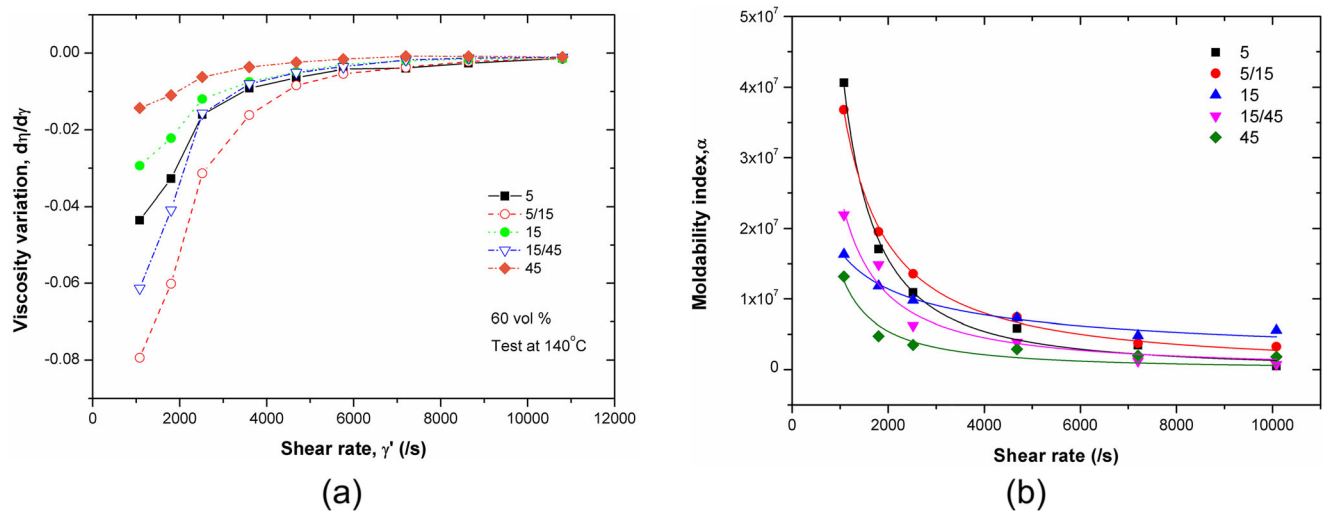 0.00
-0.02
-0.04
-0.06
-0.08
0
2000
4000
6000
8000
10000
12000
Viscosity variation, dη/dγ
Shear rate, γ' (/s)
5
5/15
15
15/45
45
60 vol %
Test at 140°C
(a)
5x10⁷
4x10⁷
3x10⁷
2x10⁷
1x10⁷
0
0
2000
4000
6000
8000
10000
Moldability index,α
Shear rate (/s)
5
5/15
15
15/45
45
(b)